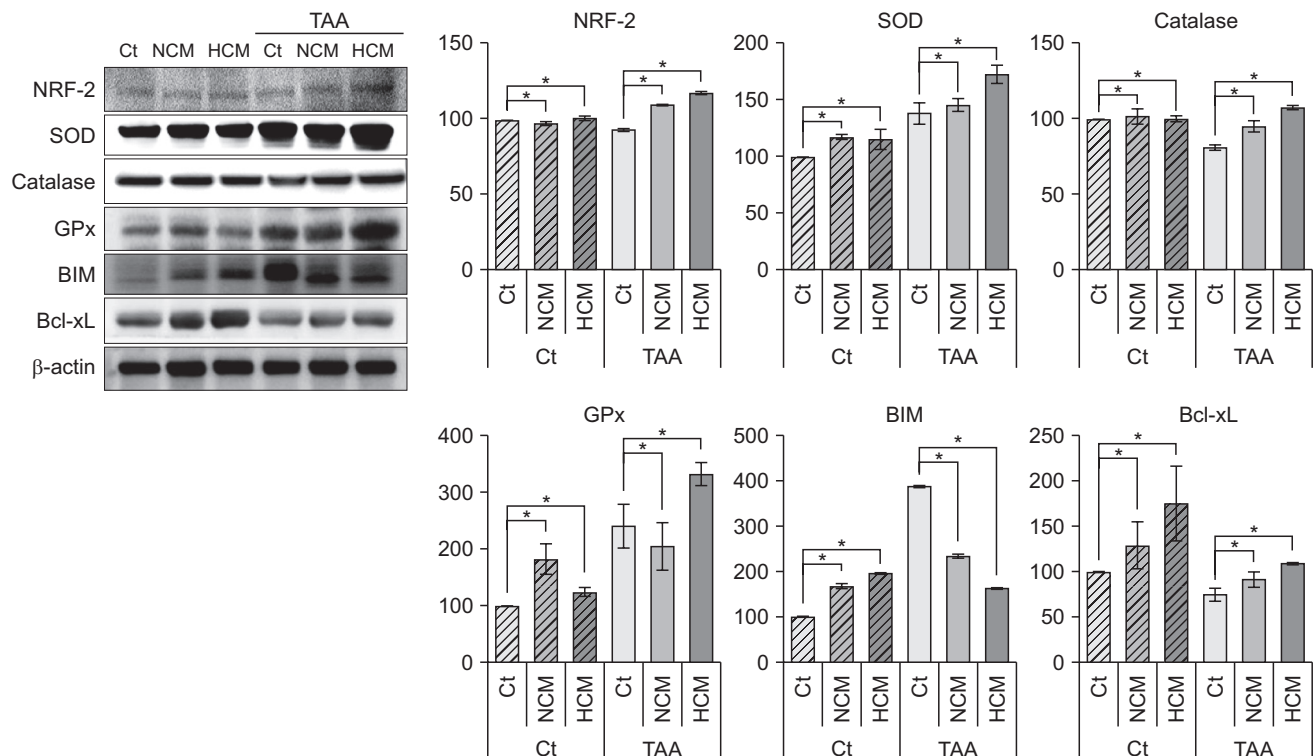 TAA
Ct NCM HCM Ct NCM HCM
NRF-2
SOD
Catalase
GPx
BIM
Bcl-xL
β-actin
NRF-2
150
100
50
0
* * * *
Ct NCM HCM Ct NCM HCM
Ct TAA
SOD
200
150
100
50
0
* * * *
Ct NCM HCM Ct NCM HCM
Ct TAA
Catalase
150
100
50
0
* * * *
Ct NCM HCM Ct NCM HCM
Ct TAA
GPx
400
300
200
100
0
* * * *
Ct NCM HCM Ct NCM HCM
Ct TAA
BIM
500
400
300
200
100
0
* * * *
Ct NCM HCM Ct NCM HCM
Ct TAA
Bcl-xL
250
200
150
100
50
0
* * * *
Ct NCM HCM Ct NCM HCM
Ct TAA